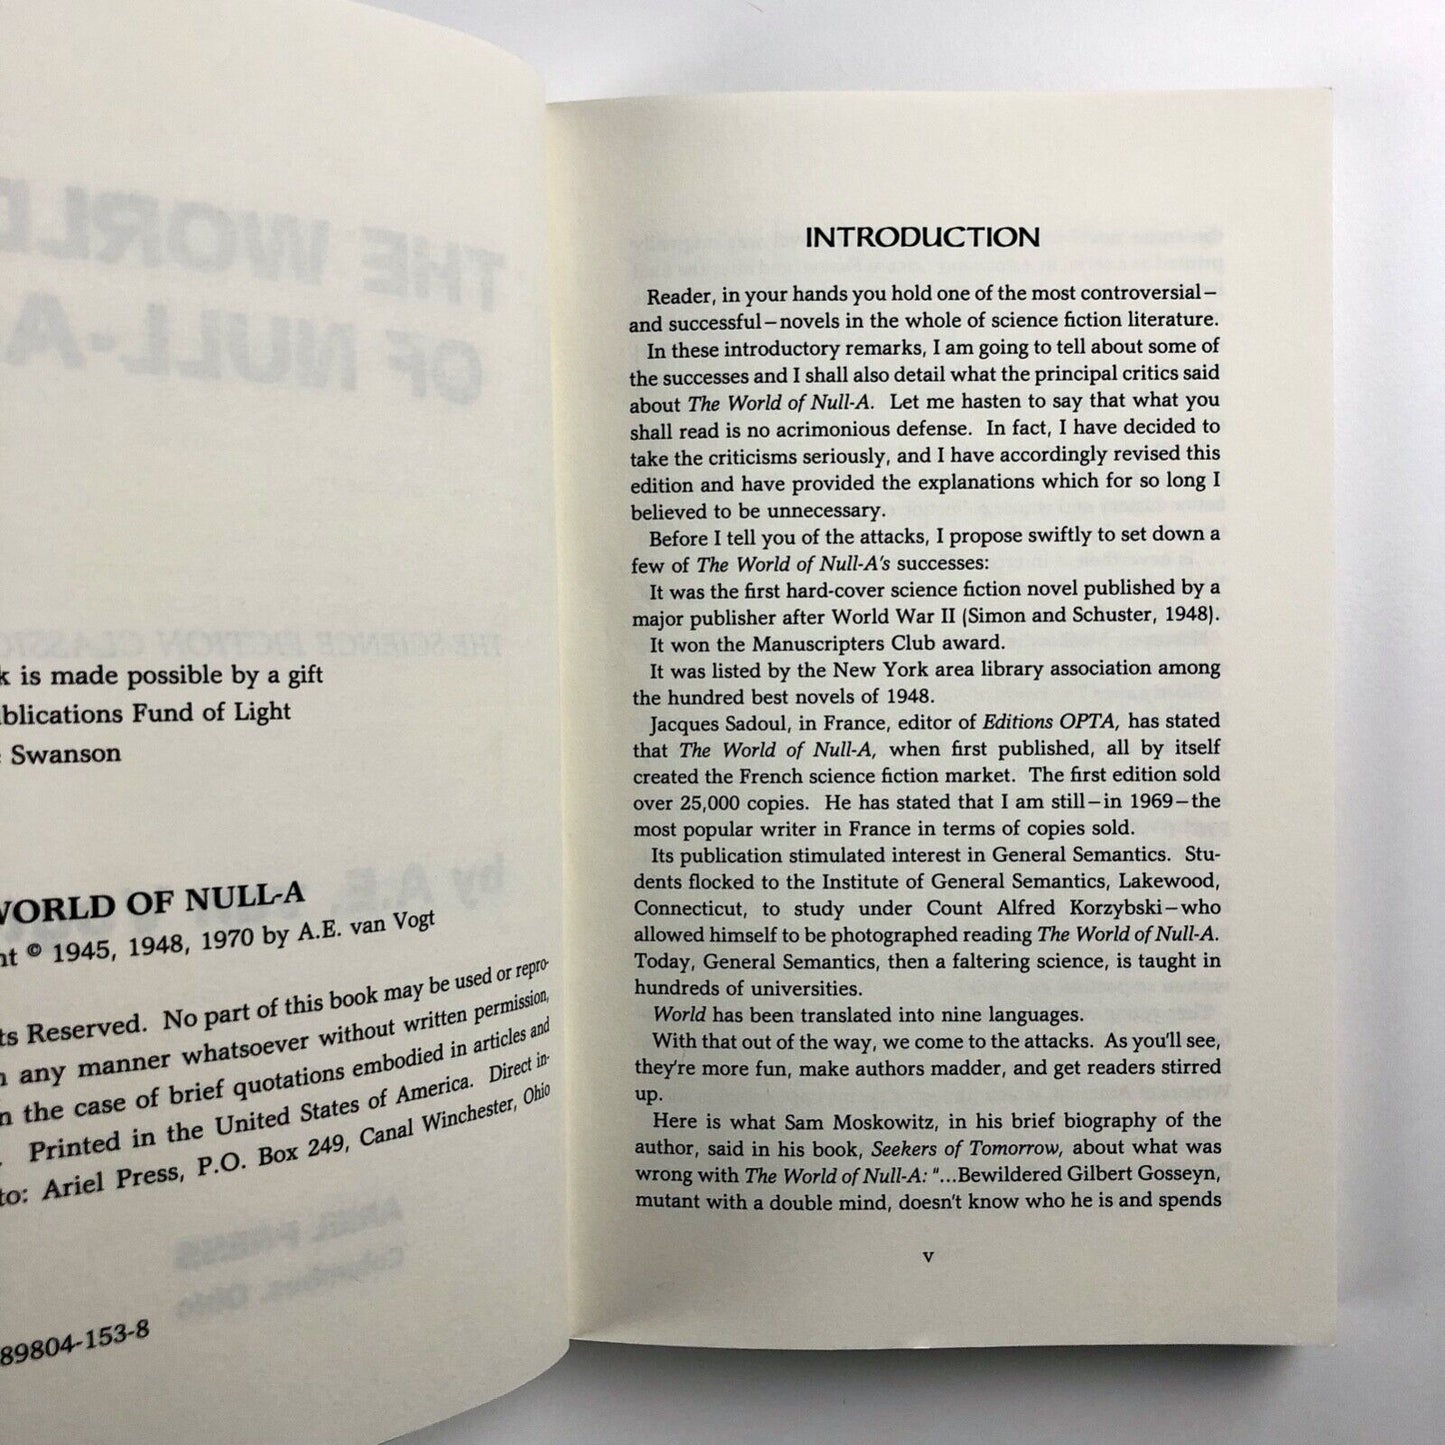 k is made possible by a gift
ublications Fund of Light
Swanson
WORLD OF NULL-A
© 1945, 1948, 1970 by A.E. van Vogt
ts Reserved. No part of this book may be used or repro-
any manner whatsoever without written permission,
n the case of brief quotations embodied in articles and
. Printed in the United States of America. Direct in-
to: Ariel Press, P.O. Box 249, Canal Winchester, Ohio
89804-153-8
THE WORLD
OF NULL-A
THE SCIENCE FICTION CLASSIC
by A.E.
ARIEL PRESS
Columbus, Ohio
INTRODUCTION
Reader, in your hands you hold one of the most controversial–
and successful–novels in the whole of science fiction literature.
In these introductory remarks, I am going to tell about some of
the successes and I shall also detail what the principal critics said
about The World of Null-A. Let me hasten to say that what you
shall read is no acrimonious defense. In fact, I have decided to
take the criticisms seriously, and I have accordingly revised this
edition and have provided the explanations which for so long I
believed to be unnecessary.
Before I tell you of the attacks, I propose swiftly to set down a
few of The World of Null-A's successes:
It was the first hard-cover science fiction novel published by a
major publisher after World War II (Simon and Schuster, 1948).
It won the Manuscripters Club award.
It was listed by the New York area library association among
the hundred best novels of 1948.
Jacques Sadoul, in France, editor of Editions OPTA, has stated
that The World of Null-A, when first published, all by itself
created the French science fiction market. The first edition sold
over 25,000 copies. He has stated that I am still–in 1969–the
most popular writer in France in terms of copies sold.
Its publication stimulated interest in General Semantics. Stu-
dents flocked to the Institute of General Semantics, Lakewood,
Connecticut, to study under Count Alfred Korzybski–who
allowed himself to be photographed reading The World of Null-A.
Today, General Semantics, then a faltering science, is taught in
hundreds of universities.
World has been translated into nine languages.
With that out of the way, we come to the attacks. As you'll see,
they're more fun, make authors madder, and get readers stirred
up.
Here is what Sam Moskowitz, in his brief biography of the
author, said in his book, Seekers of Tomorrow, about what was
wrong with The World of Null-A: "...Bewildered Gilbert Gosseyn,
mutant with a double mind, doesn't know who he is and spends
v